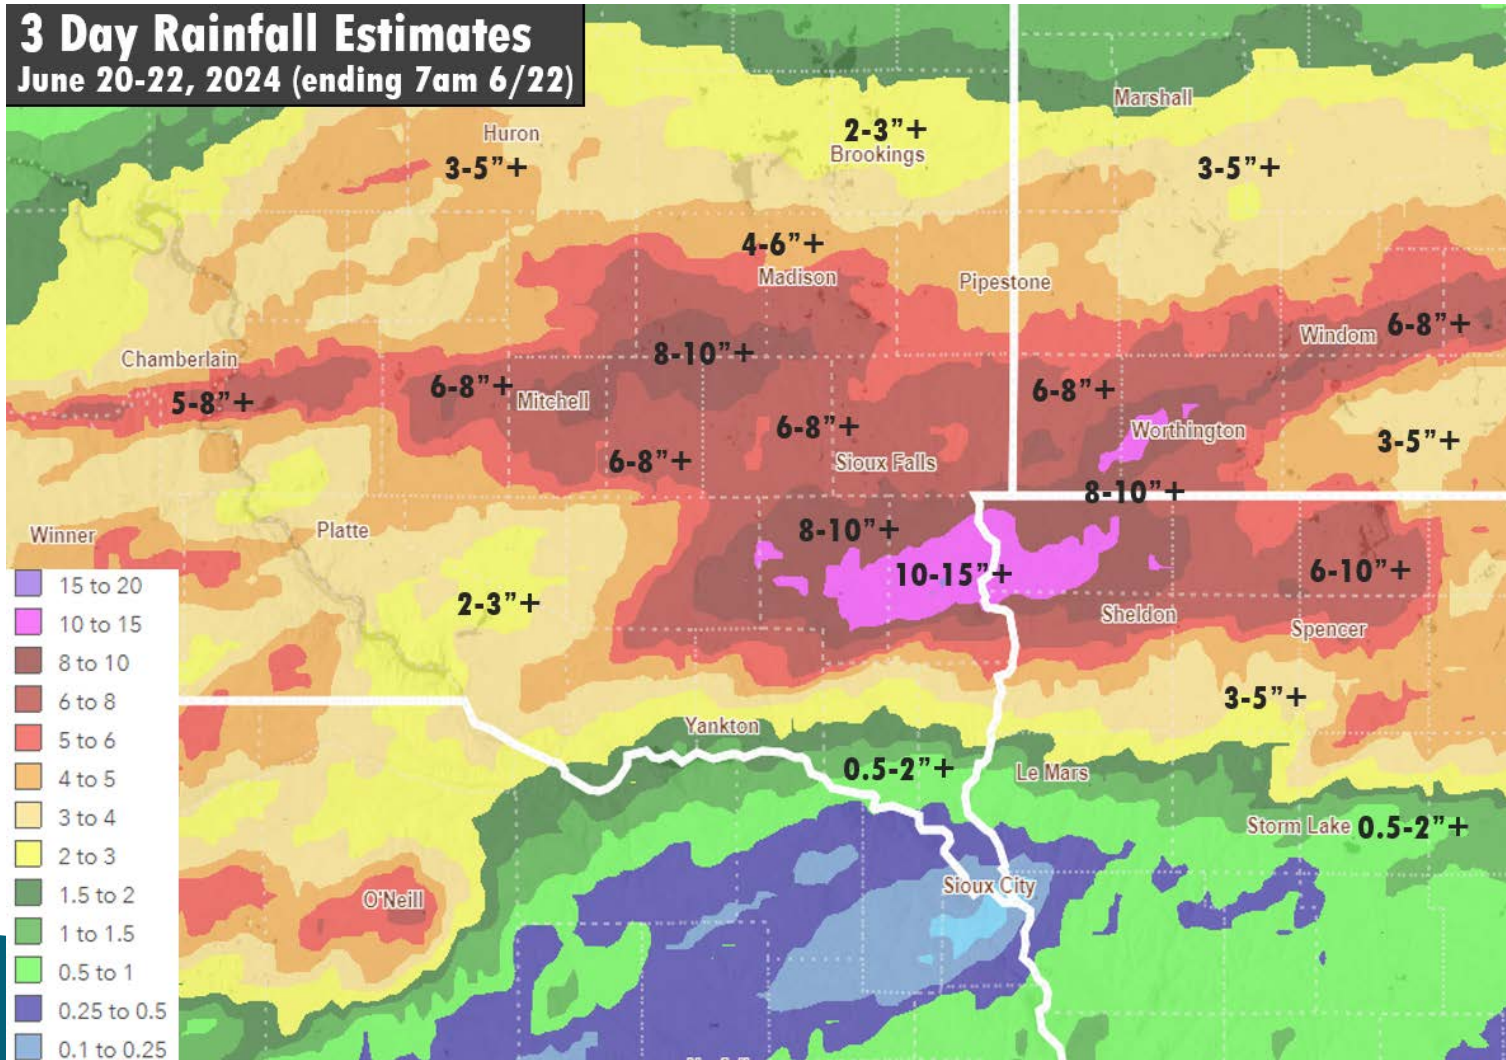 3 Day Rainfall Estimates
June 20-22, 2024 (ending 7am 6/22)
Marshall
Huron
2-3”+
Brookings
3-5”+
3-5”+
4-6”+
Madison
Pipestone
6-8”+
Windom
8-10”+
Chamberlain
5-8”+
6-8”+
Mitchell
6-8”+
6-8”+
Worthington
3-5”+
6-8”+
Sioux Falls
8-10”+
Winner
Platte
8-10”+
10-15”+
6-10”+
2-3”+
Sheldon
Spencer
3-5”+
Yankton
0.5-2”+
Le Mars
Storm Lake
0.5-2”+
Sioux City
O'Neill
15 to 20
10 to 15
8 to 10
6 to 8
5 to 6
4 to 5
3 to 4
2 to 3
1.5 to 2
1 to 1.5
0.5 to 1
0.25 to 0.5
0.1 to 0.25